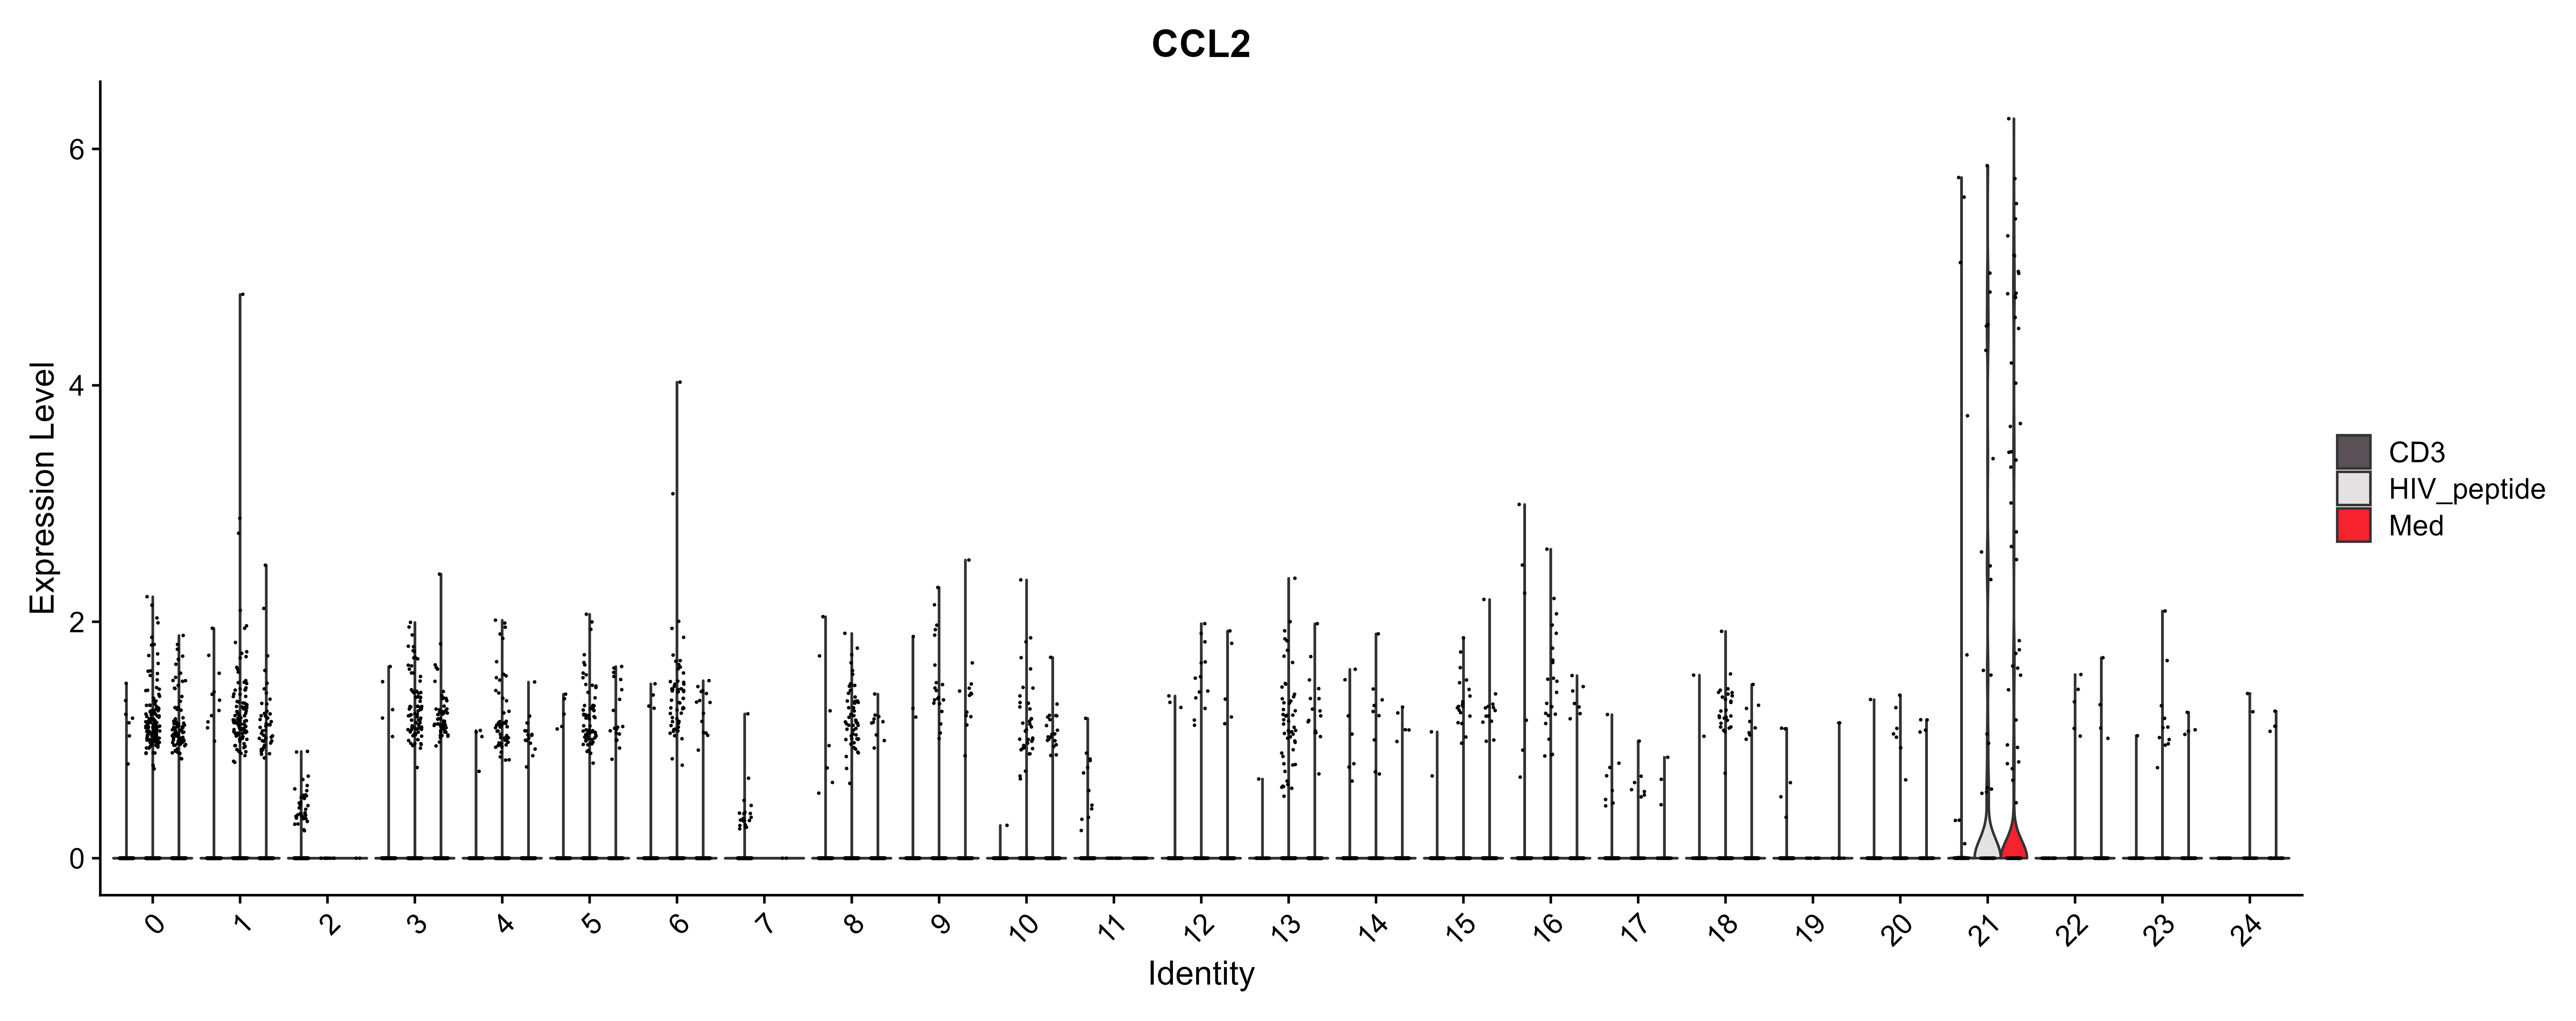 CCL2
Expression Level
6
4
2
0
0 1 2 3 4 5 6 7 8 9 10 11 12 13 14 15 16 17 18 19 20 21 22 23 24
Identity
CD3
HIV_peptide
Med